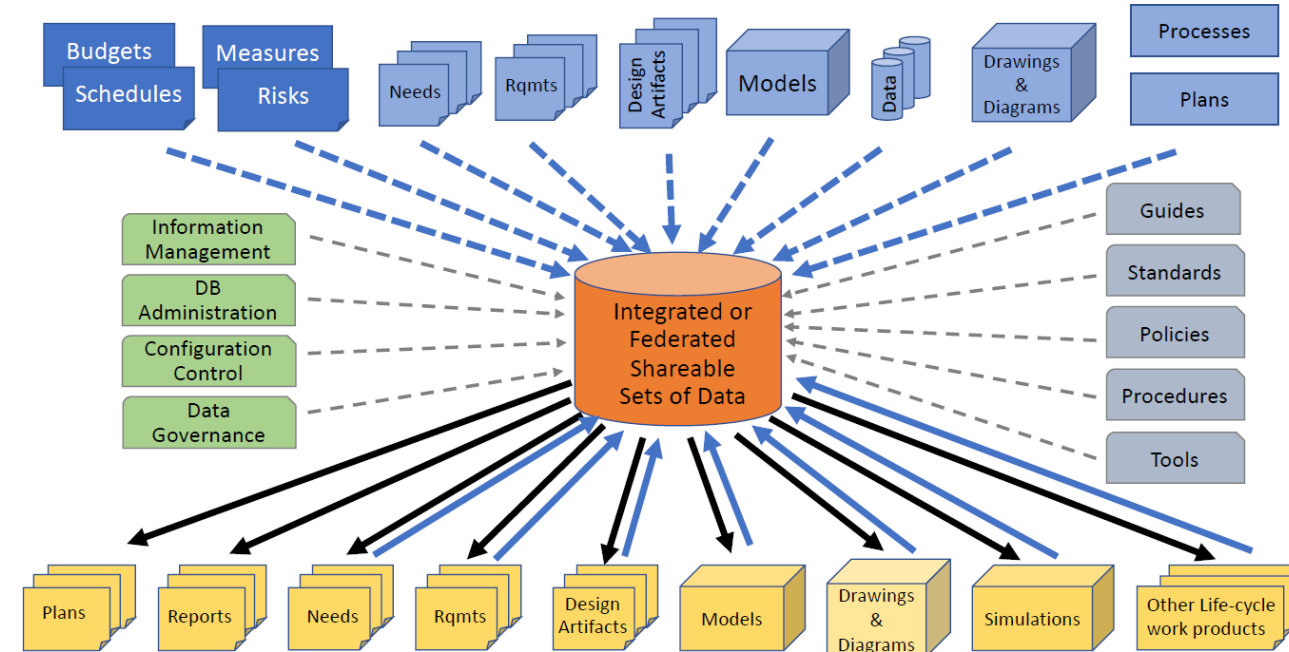 Budgets
Schedules
Measures
Risks
Needs
Rqmts
Design
Artifacts
Models
Data
Drawings
&
Diagrams
Processes
Plans
Information
Management
DB
Administration
Configuration
Control
Data
Governance
Integrated or
Federated
Shareable
Sets of Data
Guides
Standards
Policies
Procedures
Tools
Plans
Reports
Needs
Rqmts
Design
Artifacts
Models
Drawings
&
Diagrams
Simulations
Other Life-cycle
work products